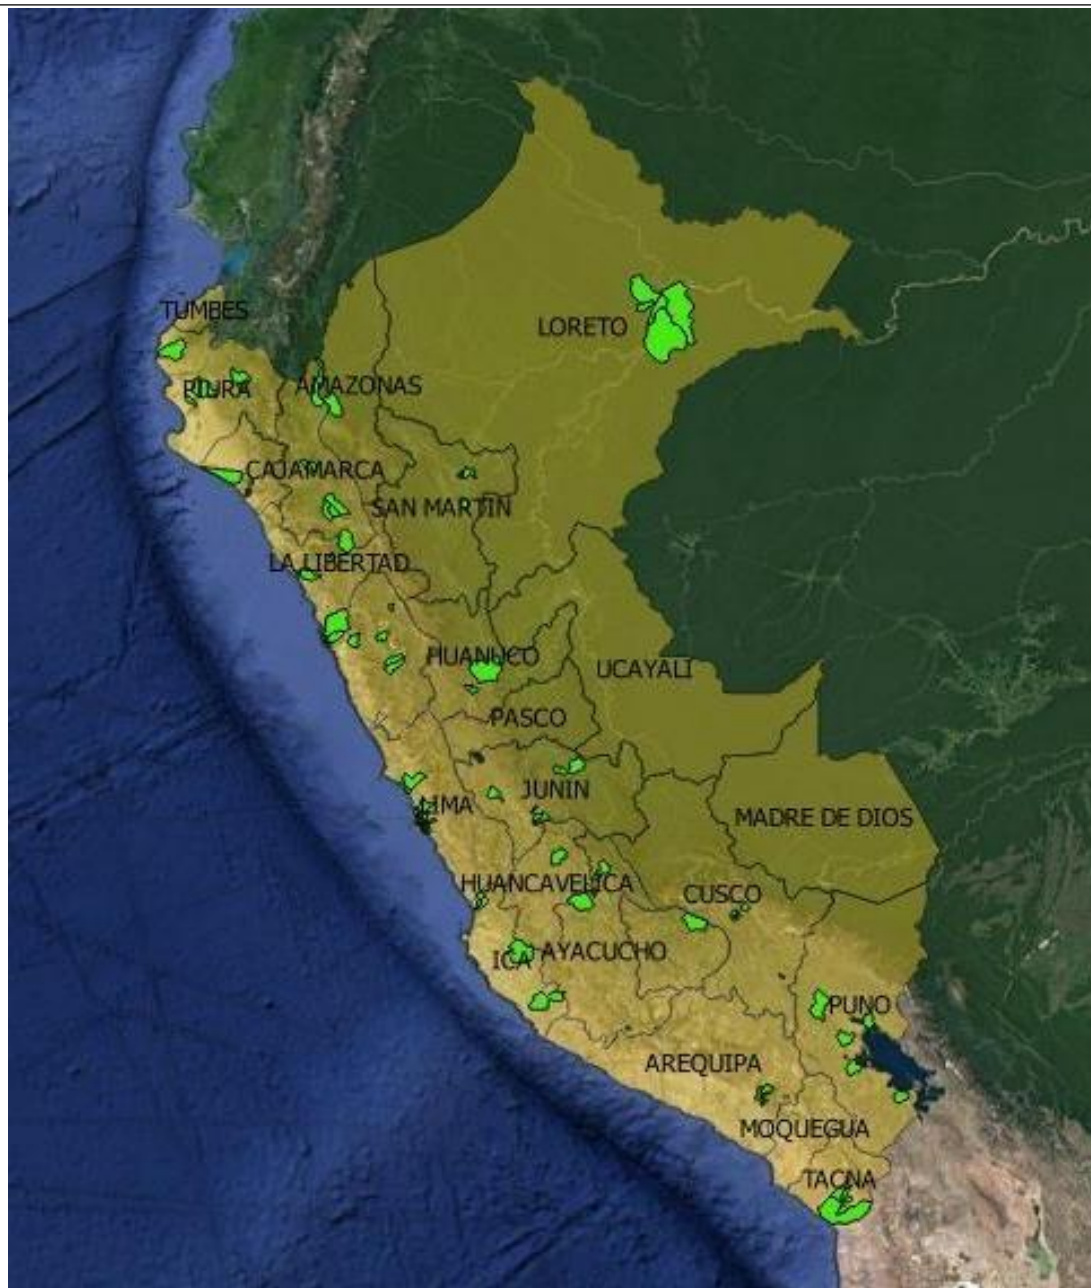 TUMBES
LORETO
PIURA
AMAZONAS
CAJAMARCA
SAN MARTIN
LA LIBERTAD
HUANUCO
UCAYALI
PASCO
JUNIN
LIMA
MADRE DE DIOS
HUANCAVELICA
CUSCO
AYACUCHO
ICA
PUNO
AREQUIPA
MOQUEGUA
TACNA